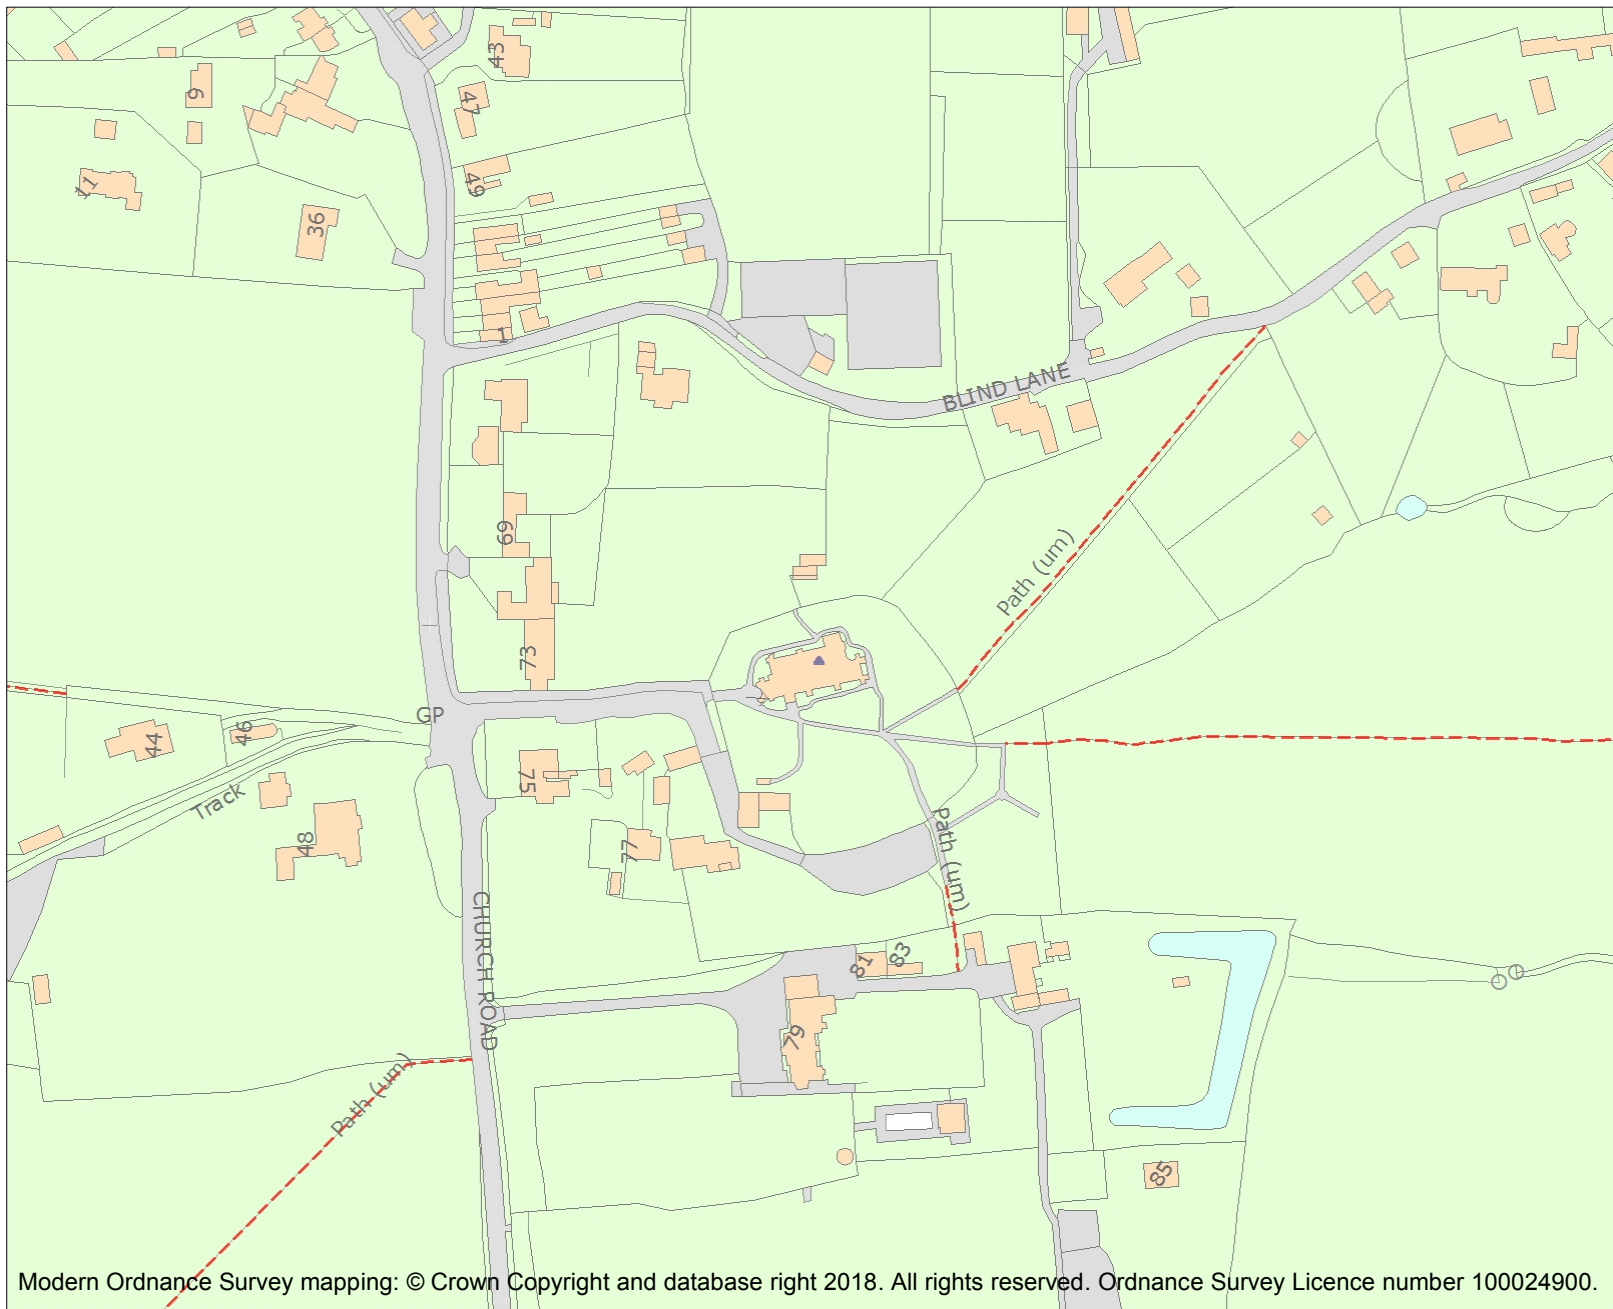 43
9
47
11
49
36
1
BLIND LANE
69
Path (um)
73
GP
44
46
75
Track
48
77
Path (um)
CHURCH ROAD
81
83
79
Path (um)
85
Modern Ordnance Survey mapping: © Crown Copyright and database right 2018. All rights reserved. Ordnance Survey Licence number 100024900.